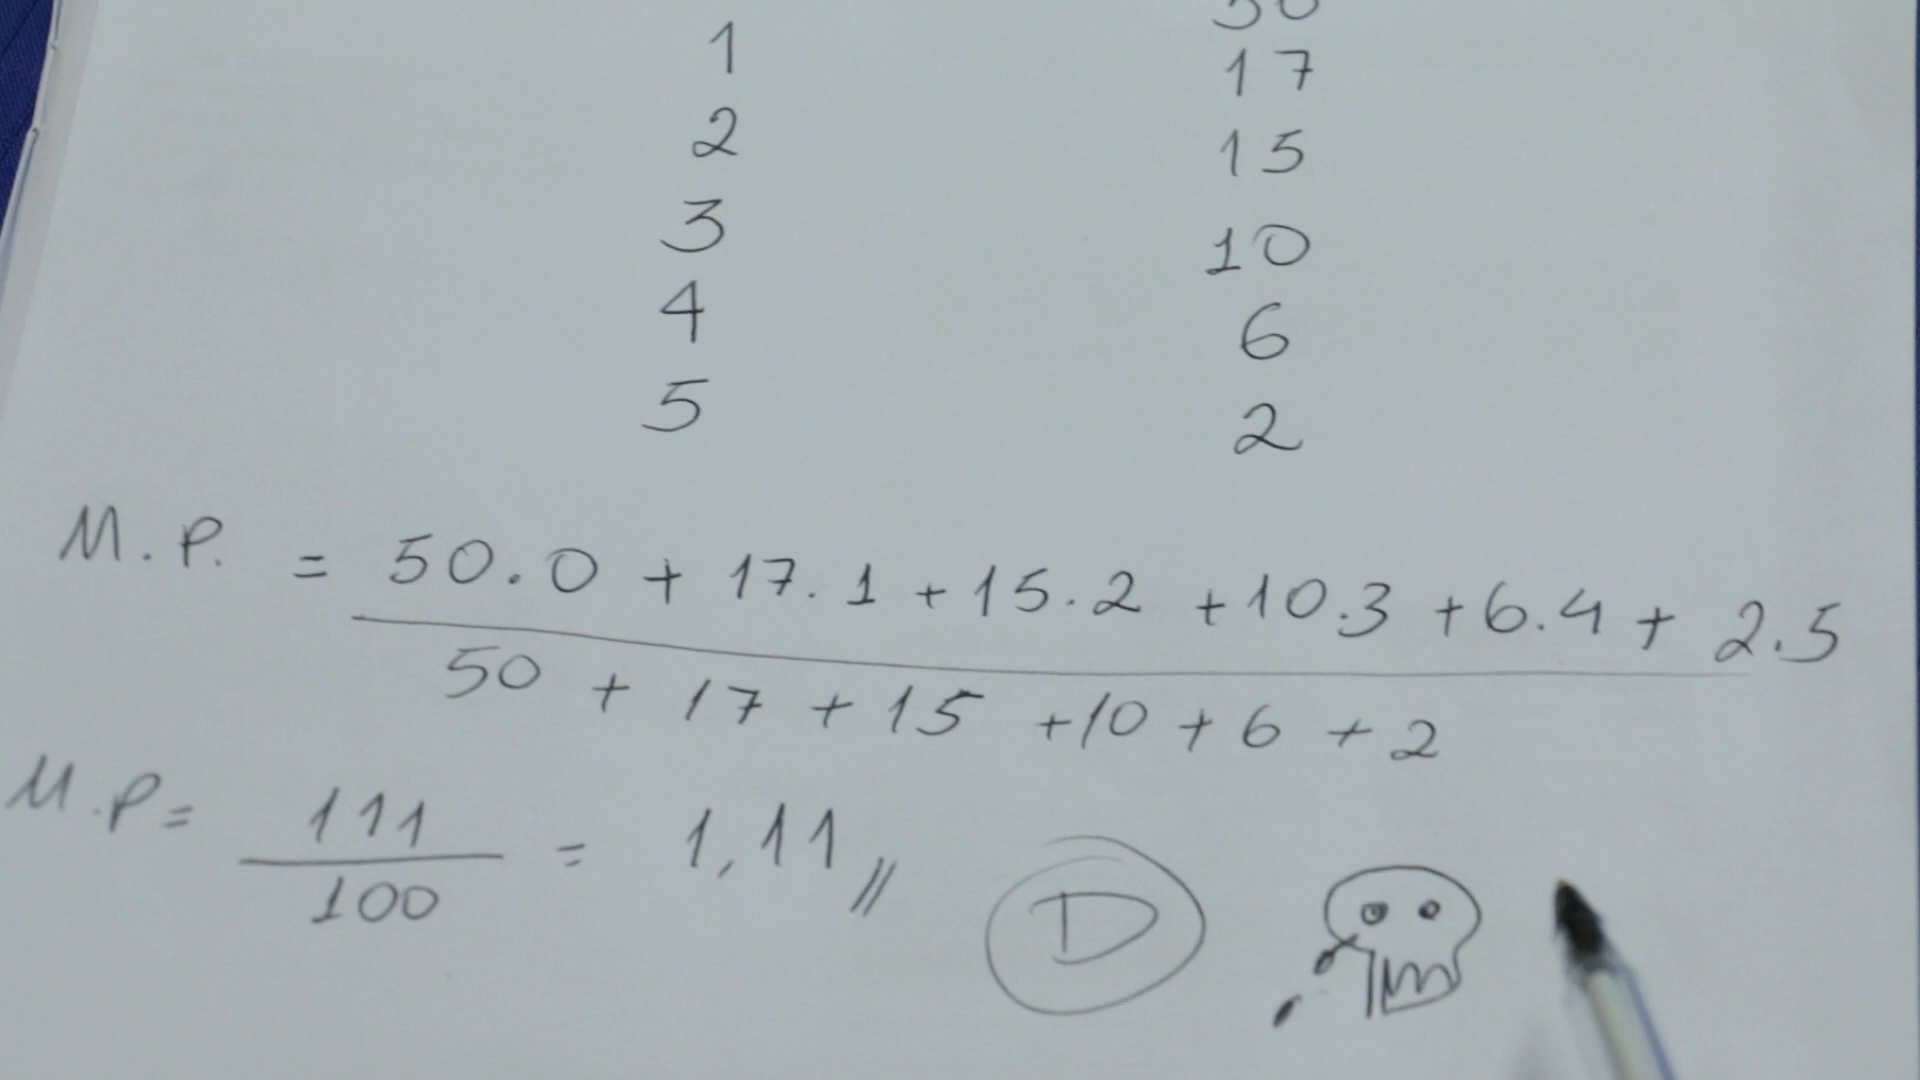 1 17
2 15
3 10
4 6
5 2
M.P. = 50.0 + 17.1 + 15.2 + 10.3 + 6.4 + 2.5
50 + 17 + 15 + 10 + 6 + 2
M.P = 111 = 1,11 //
100
D